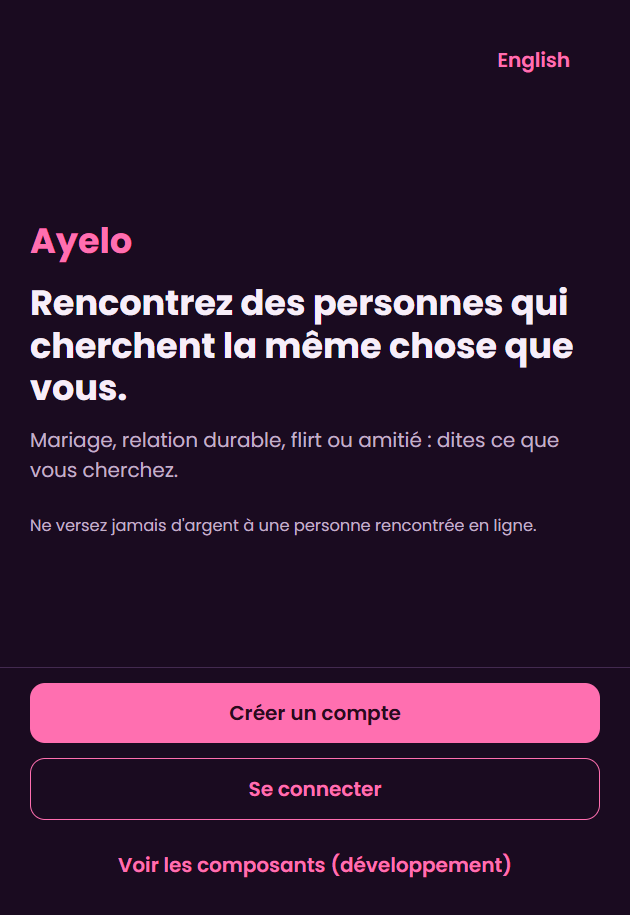 English
Ayelo
Rencontrez des personnes qui
cherchent la même chose que
vous.
Mariage, relation durable, flirt ou amitié : dites ce que
vous cherchez.
Ne versez jamais d'argent à une personne rencontrée en ligne.
Créer un compte
Se connecter
Voir les composants (développement)